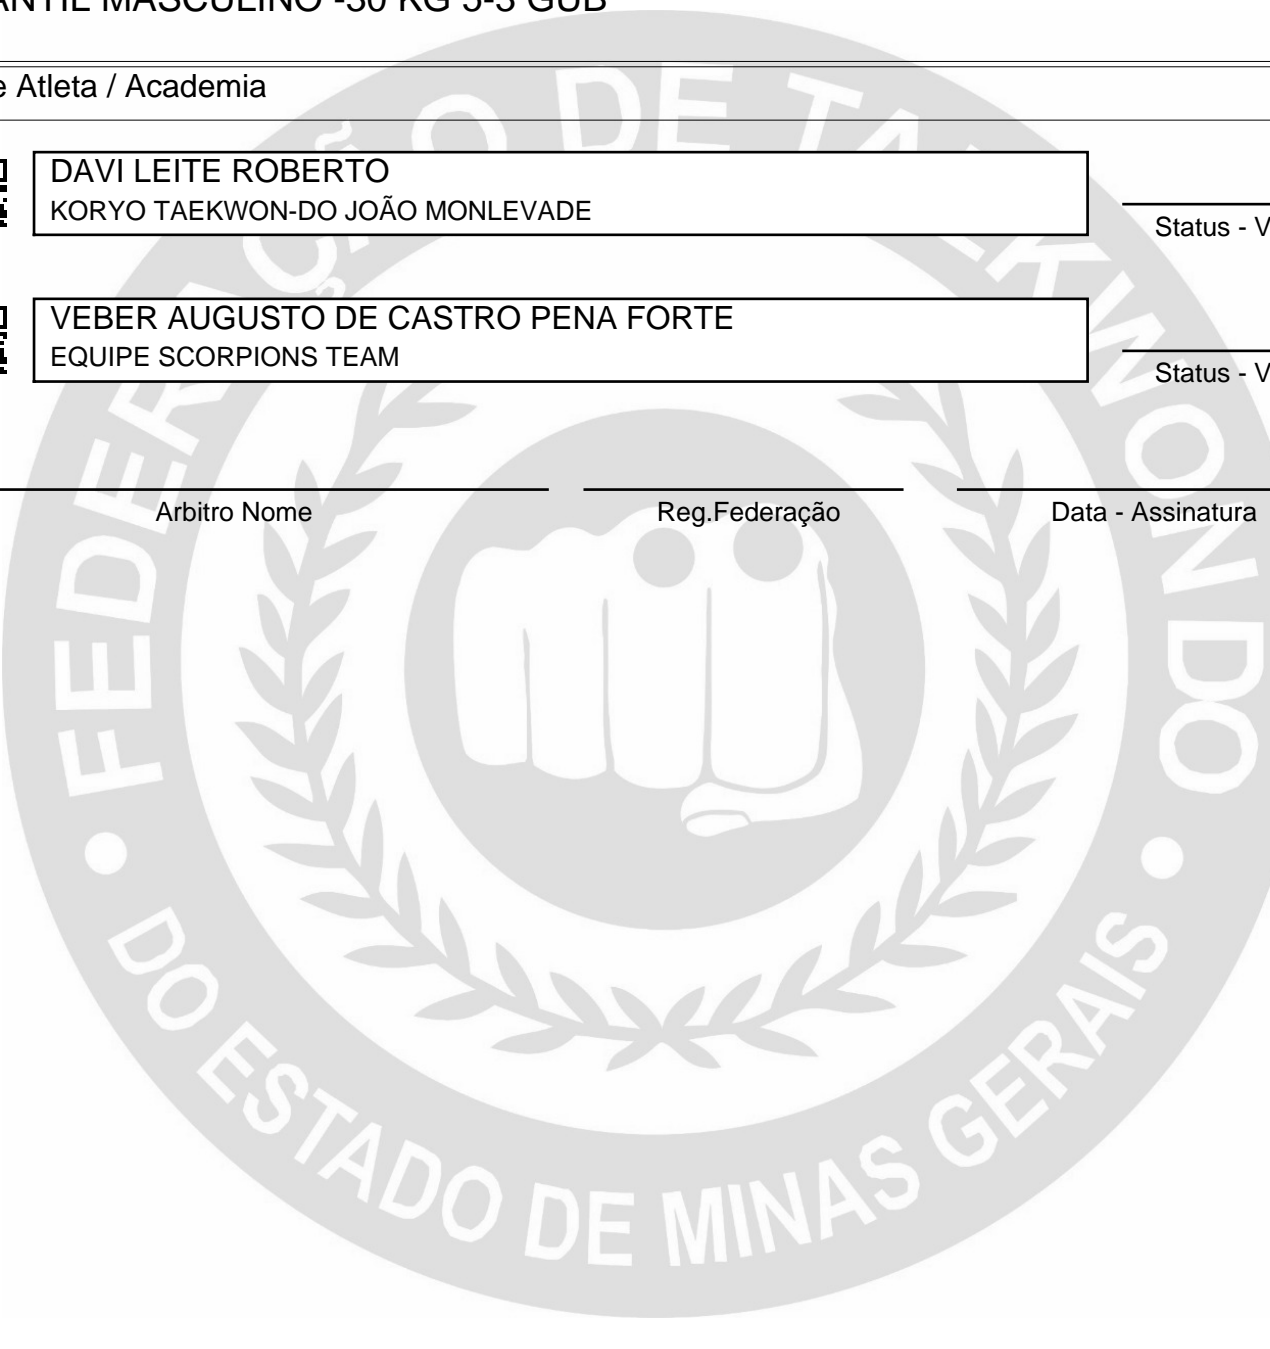 ANTIL MASCULINO -30 KG 5-3 GUB
e Atleta / Academia
DAVI LEITE ROBERTO
KORYO TAEKWON-DO JOÃO MONLEVADE
Status - V
VEBER AUGUSTO DE CASTRO PENA FORTE
EQUIPE SCORPIONS TEAM
Status - V
Arbitro Nome
Reg.Federação
Data - Assinatura
FEDERAÇÃO DE TAEKWONDO
DO ESTADO DE MINAS GERAIS